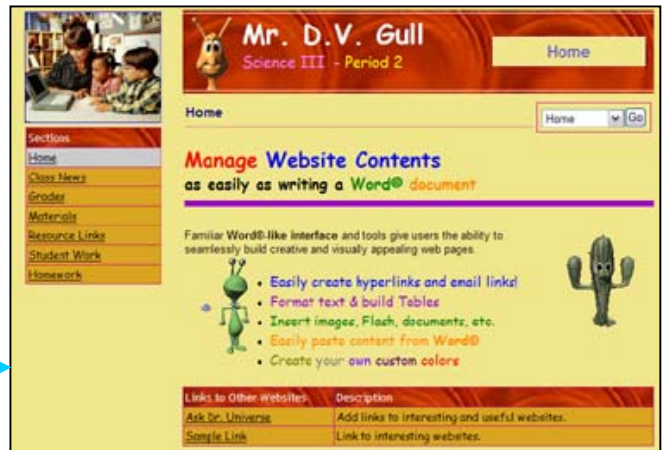 Mr. D.V. Gull
Science III - Period 2
Home
Home
Home Go
Sections
Home
Class News
Grades
Materials
Resource Links
Student Work
Homework
Manage Website Contents
as easily as writing a Word® document
Familiar Word®-like interface and tools give users the ability to
seamlessly build creative and visually appealing web pages.
• Easily create hyperlinks and email links!
• Format text & build Tables
• Insert images, Flash, documents, etc.
• Easily paste content from Word®
• Create your own custom colors
Links to Other Websites Description
Ask Dr. Universe Add links to interesting and useful websites.
Sample Link Link to interesting websites.